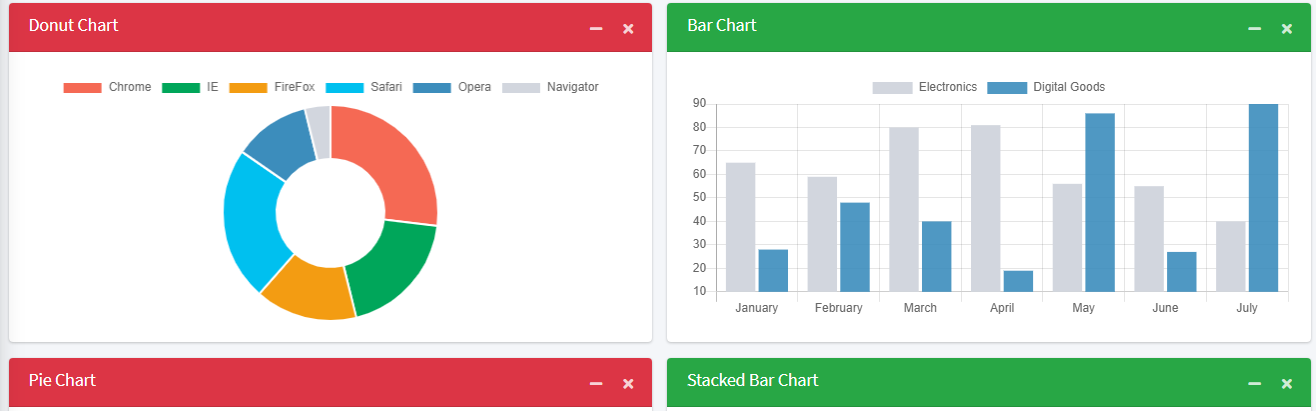 Donut Chart
Chrome IE FireFox Safari Opera Navigator
Bar Chart
Electronics Digital Goods
90
80
70
60
50
40
30
20
10
January February March April May June July
Pie Chart
Stacked Bar Chart